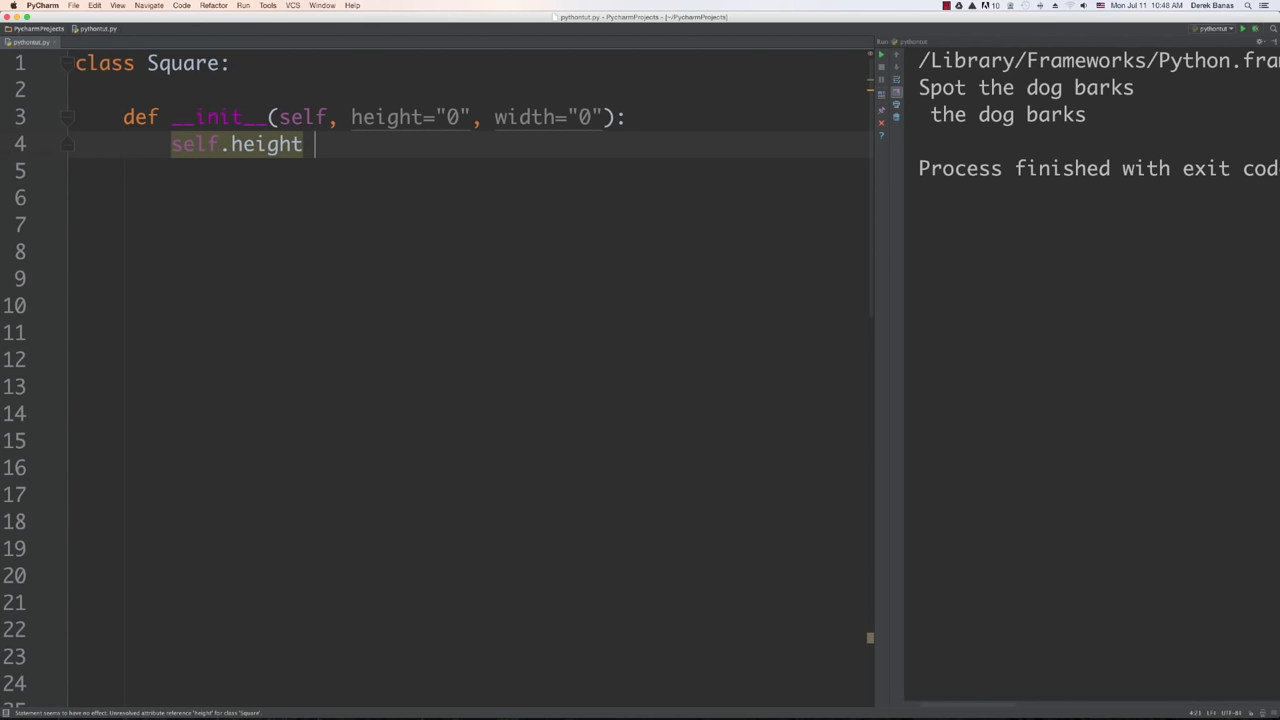 PyCharm File Edit View Navigate Code Refactor Run Tools VCS Window Help 10 Mon Jul 11 10:48 AM Derek Banas
pythontut.py - PycharmProjects - [~/PycharmProjects]
PycharmProjects pythontut.py pythontut
pythontut.py Run pythontut
1 class Square:
2
3 def __init__(self, height="0", width="0"):
4 self.height
5
6
7
8
9
10
11
12
13
14
15
16
17
18
19
20
21
22
23
24
/Library/Frameworks/Python.fra
Spot the dog barks
the dog barks
Process finished with exit cod
Statement seems to have no effect. Unresolved attribute reference 'height' for class 'Square'. 4:21 LF÷ UTF-8÷